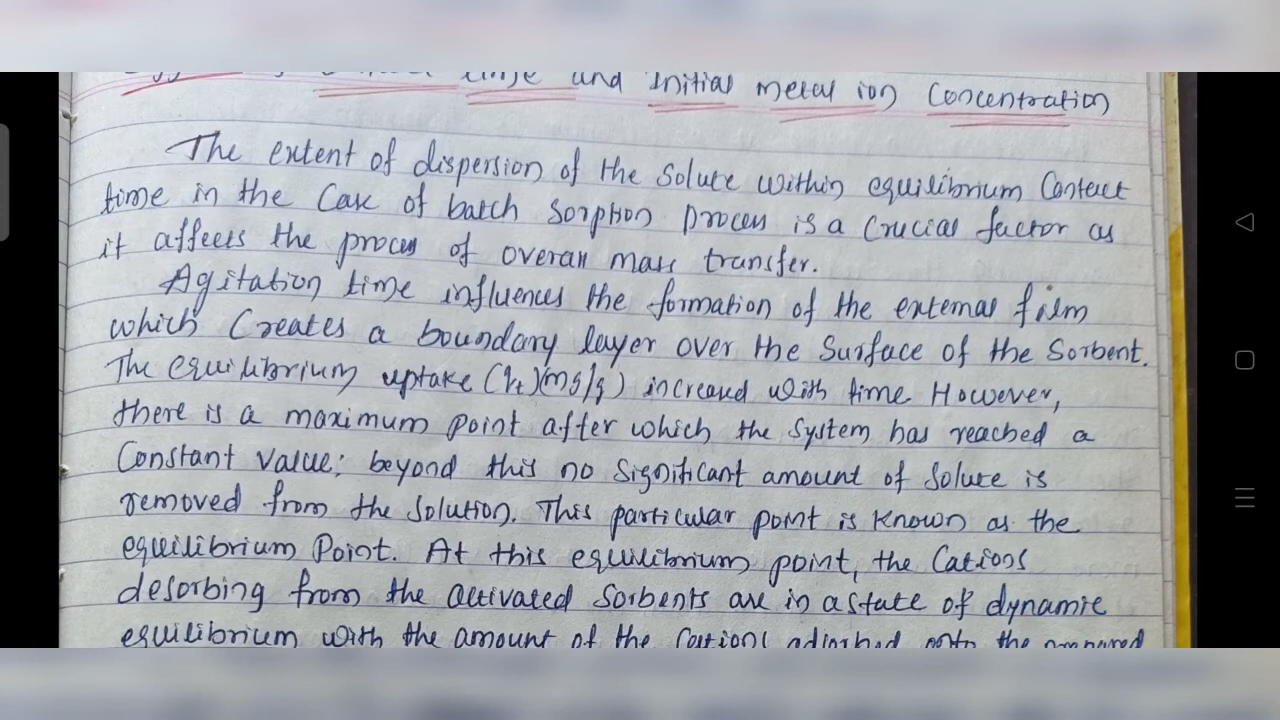 time and Initial metal ion Concentration
The extent of dispersion of the Solute within equilibrium Contact
time in the Case of batch Sorption process is a Crucial factor as
it affects the process of overall mass transfer.
Agitation time influences the formation of the external film
which Creates a boundary layer over the Surface of the Sorbent.
The equilibrium uptake (mg/g) increased with time. However,
there is a maximum point after which the System has reached a
Constant value; beyond this no Significant amount of Solute is
removed from the Solution. This particular point is Known as the
equilibrium Point. At this equilibrium point, the Cations
desorbing from the activated Sorbents are in a state of dynamic
equilibrium with the amount of the Cations adsorbed onto the